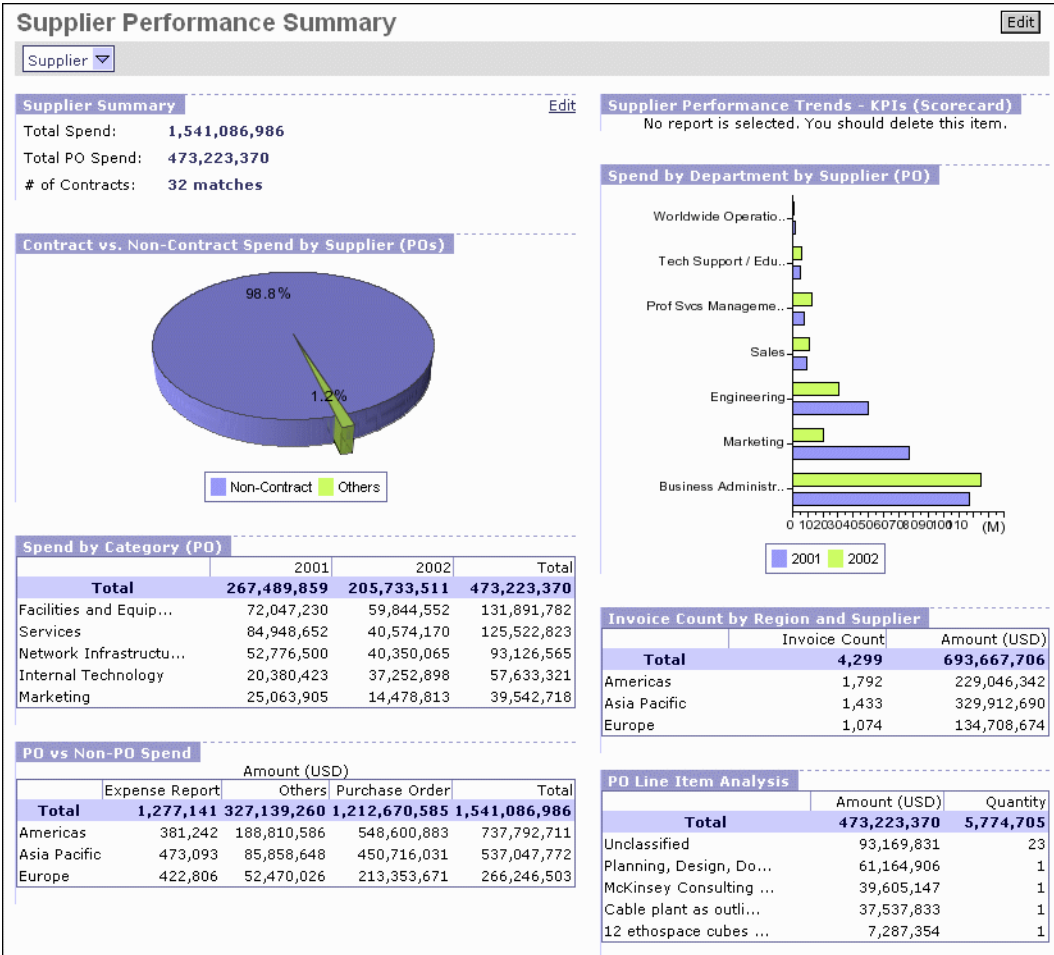 Supplier Performance Summary
Edit
Supplier
Supplier Summary
Edit
Total Spend: 1,541,086,986
Total PO Spend: 473,223,370
# of Contracts: 32 matches
Contract vs. Non-Contract Spend by Supplier (POs)
98.8%
1.2%
Non-Contract Others
Spend by Category (PO)
2001 2002 Total
Total 267,489,859 205,733,511 473,223,370
Facilities and Equip... 72,047,230 59,844,552 131,891,782
Services 84,948,652 40,574,170 125,522,823
Network Infrastructu... 52,776,500 40,350,065 93,126,565
Internal Technology 20,380,423 37,252,898 57,633,321
Marketing 25,063,905 14,478,813 39,542,718
PO vs Non-PO Spend
Amount (USD)
Expense Report Others Purchase Order Total
Total 1,277,141 327,139,260 1,212,670,585 1,541,086,986
Americas 381,242 188,810,586 548,600,883 737,792,711
Asia Pacific 473,093 85,858,648 450,716,031 537,047,772
Europe 422,806 52,470,026 213,353,671 266,246,503
Supplier Performance Trends - KPIs (Scorecard)
No report is selected. You should delete this item.
Spend by Department by Supplier (PO)
Worldwide Operatio..
Tech Support / Edu..
Prof Svcs Manageme..
Sales
Engineering
Marketing
Business Administr..
0 10 20 30 40 50 60 70 80 90 100 110 (M)
2001 2002
Invoice Count by Region and Supplier
Invoice Count Amount (USD)
Total 4,299 693,667,706
Americas 1,792 229,046,342
Asia Pacific 1,433 329,912,690
Europe 1,074 134,708,674
PO Line Item Analysis
Amount (USD) Quantity
Total 473,223,370 5,774,705
Unclassified 93,169,831 23
Planning, Design, Do... 61,164,906 1
McKinsey Consulting ... 39,605,147 1
Cable plant as outli... 37,537,833 1
12 ethospace cubes ... 7,287,354 1